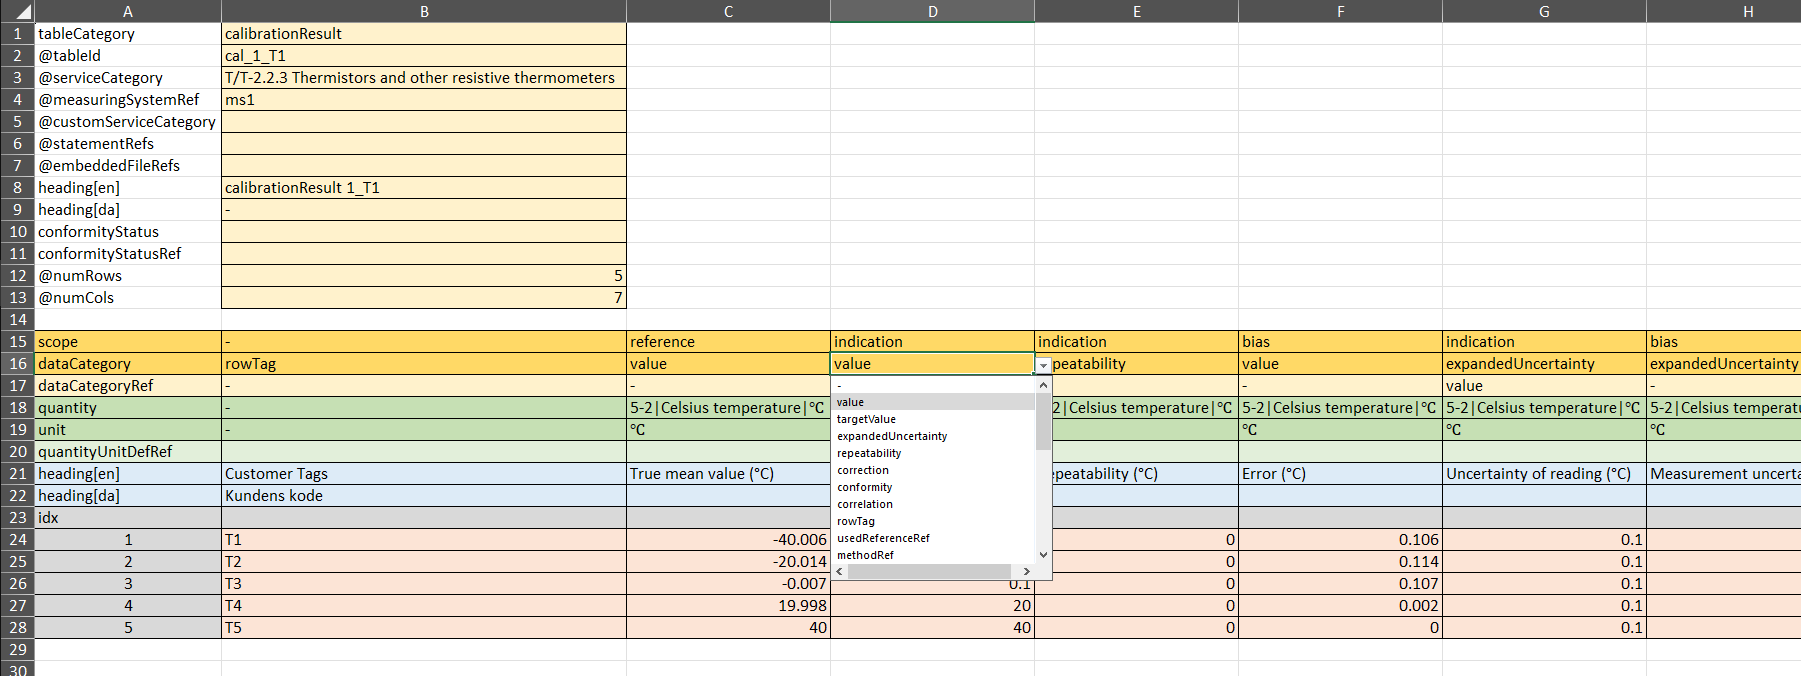 A B C D E F G H
1 tableCategory calibrationResult
2 @tableId cal_1_T1
3 @serviceCategory T/T-2.2.3 Thermistors and other resistive thermometers
4 @measuringSystemRef ms1
5 @customServiceCategory
6 @statementRefs
7 @embeddedFileRefs
8 heading[en] calibrationResult 1_T1
9 heading[da] -
10 conformityStatus
11 conformityStatusRef
12 @numRows 5
13 @numCols 7
14
15 scope - reference indication indication bias indication bias
16 dataCategory rowTag value value peatability value expandedUncertainty expandedUncertainty
17 dataCategoryRef - - - - value -
18 quantity - 5-2|Celsius temperature|°C 2|Celsius temperature|°C 5-2|Celsius temperature|°C 5-2|Celsius temperature|°C 5-2|Celsius temperat
19 unit - °C °C °C °C
20 quantityUnitDefRef
21 heading[en] Customer Tags True mean value (°C) peatability (°C) Error (°C) Uncertainty of reading (°C) Measurement uncerta
22 heading[da] Kundens kode
23 idx
value
targetValue
expandedUncertainty
repeatability
correction
conformity
correlation
rowTag
usedReferenceRef
methodRef
24 1 T1 -40.006 0 0.106 0.1
25 2 T2 -20.014 0 0.114 0.1
26 3 T3 -0.007 0.1 0 0.107 0.1
27 4 T4 19.998 20 0 0.002 0.1
28 5 T5 40 40 0 0 0.1
29
30